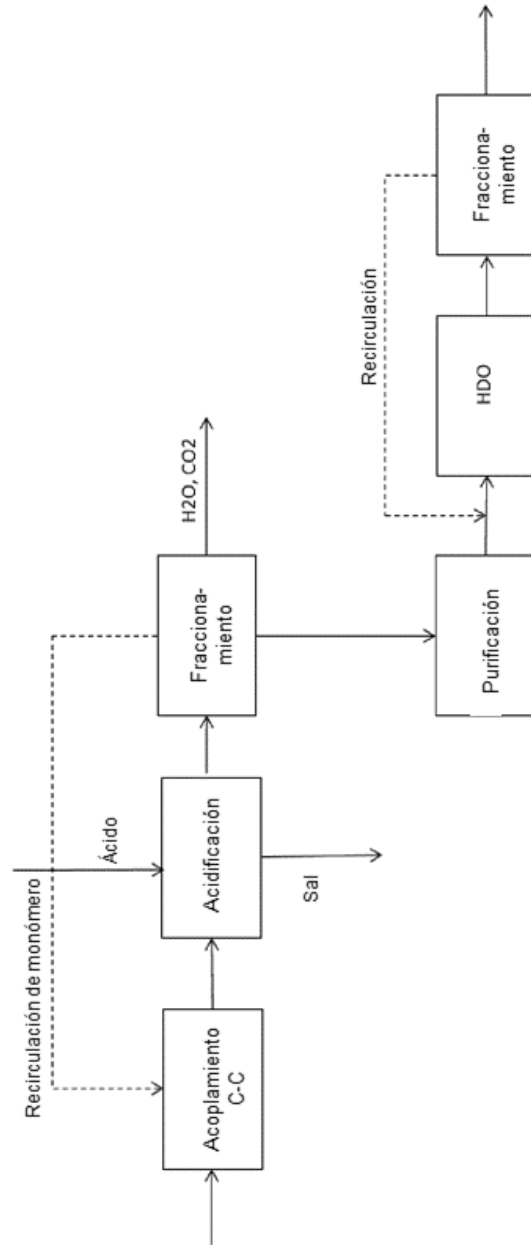 Recirculación de monómero
Ácido
Acoplamiento
C-C
Acidificación
Fracciona-
miento
H2O, CO2
Sal
Recirculación
Purificación
HDO
Fracciona-
miento